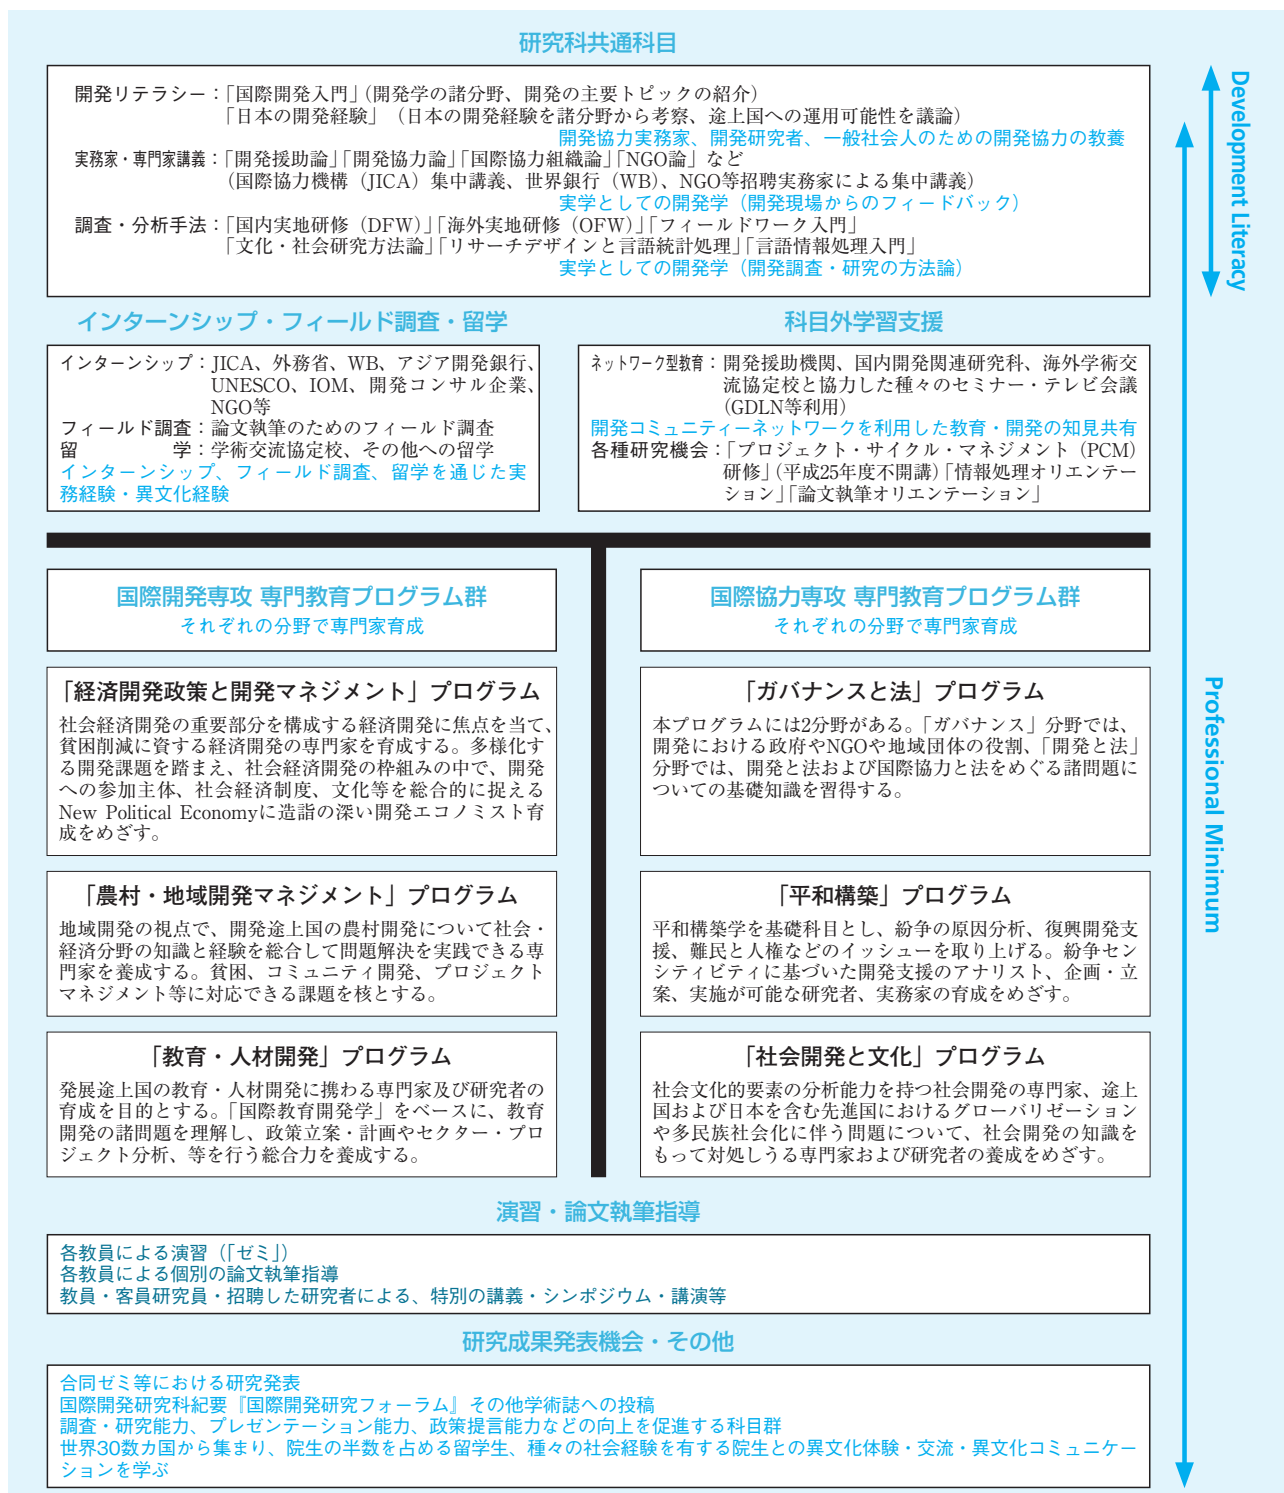 研究科共通科目
開発リテラシー：「国際開発入門」（開発学の諸分野、開発の主要トピックの紹介）
「日本の開発経験」（日本の開発経験を諸分野から考察、途上国への運用可能性を議論）
開発協力実務家、開発研究者、一般社会人のための開発協力の教養
実務家・専門家講義：「開発援助論」「開発協力論」「国際協力組織論」「NGO論」など
（国際協力機構（JICA）集中講義、世界銀行（WB）、NGO等招聘実務家による集中講義）
実学としての開発学（開発現場からのフィードバック）
調査・分析手法：「国内実地研修（DFW）」「海外実地研修（OFW）」「フィールドワーク入門」
「文化・社会研究方法論」「リサーチデザインと言語統計処理」「言語情報処理入門」
実学としての開発学（開発調査・研究の方法論）
Development Literacy
インターンシップ・フィールド調査・留学
インターンシップ：JICA、外務省、WB、アジア開発銀行、
UNESCO、IOM、開発コンサル企業、
NGO等
フィールド調査：論文執筆のためのフィールド調査
留　　　　　学：学術交流協定校、その他への留学
インターンシップ、フィールド調査、留学を通じた実
務経験・異文化経験
科目外学習支援
ネットワーク型教育：開発援助機関、国内開発関連研究科、海外学術交
流協定校と協力した種々のセミナー・テレビ会議
（GDLN等利用）
開発コミュニティーネットワークを利用した教育・開発の知見共有
各種研究機会：「プロジェクト・サイクル・マネジメント（PCM）
研修」（平成25年度不開講）「情報処理オリエンテー
ション」「論文執筆オリエンテーション」
Professional Minimum
国際開発専攻 専門教育プログラム群
それぞれの分野で専門家育成
「経済開発政策と開発マネジメント」プログラム
社会経済開発の重要部分を構成する経済開発に焦点を当て、
貧困削減に資する経済開発の専門家を育成する。多様化す
る開発課題を踏まえ、社会経済開発の枠組みの中で、開発
への参加主体、社会経済制度、文化等を総合的に捉える
New Political Economyに造詣の深い開発エコノミスト育
成をめざす。
「農村・地域開発マネジメント」プログラム
地域開発の視点で、開発途上国の農村開発について社会・
経済分野の知識と経験を総合して問題解決を実践できる専
門家を養成する。貧困、コミュニティ開発、プロジェクト
マネジメント等に対応できる課題を核とする。
「教育・人材開発」プログラム
発展途上国の教育・人材開発に携わる専門家及び研究者の
育成を目的とする。「国際教育開発学」をベースに、教育
開発の諸問題を理解し、政策立案・計画やセクター・プロ
ジェクト分析、等を行う総合力を養成する。
国際協力専攻 専門教育プログラム群
それぞれの分野で専門家育成
「ガバナンスと法」プログラム
本プログラムには2分野がある。「ガバナンス」分野では、
開発における政府やNGOや地域団体の役割、「開発と法」
分野では、開発と法および国際協力と法をめぐる諸問題に
ついての基礎知識を習得する。
「平和構築」プログラム
平和構築学を基礎科目とし、紛争の原因分析、復興開発支
援、難民と人権などのイッシューを取り上げる。紛争セン
シティビティに基づいた開発支援のアナリスト、企画・立
案、実施が可能な研究者、実務家の育成をめざす。
「社会開発と文化」プログラム
社会文化的要素の分析能力を持つ社会開発の専門家、途上
国および日本を含む先進国におけるグローバリゼーション
や多民族社会化に伴う問題について、社会開発の知識を
もって対処しうる専門家および研究者の養成をめざす。
演習・論文執筆指導
各教員による演習（「ゼミ」）
各教員による個別の論文執筆指導
教員・客員研究員・招聘した研究者による、特別の講義・シンポジウム・講演等
研究成果発表機会・その他
合同ゼミ等における研究発表
国際開発研究科紀要『国際開発研究フォーラム』その他学術誌への投稿
調査・研究能力、プレゼンテーション能力、政策提言能力などの向上を促進する科目群
世界30数カ国から集まり、院生の半数を占める留学生、種々の社会経験を有する院生との異文化体験・交流・異文化コミュニケー
ションを学ぶ